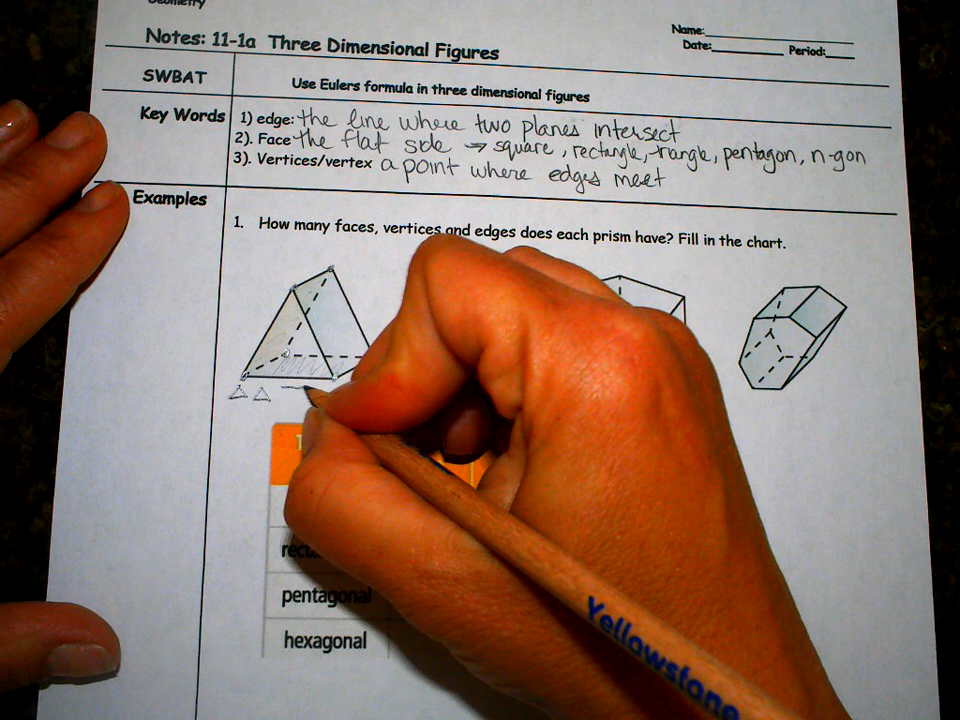 Geometry
Name:
Notes: 11-1a Three Dimensional Figures
Date: Period:
SWBAT
Use Eulers formula in three dimensional figures
Key Words
1) edge: the line where two planes intersect
2). Face the flat side → square, rectangle, triangle, pentagon, n-gon
3). Vertices/vertex a point where edges meet
Examples
1. How many faces, vertices and edges does each prism have? Fill in the chart.
pentagonal
hexagonal
Yellowstone